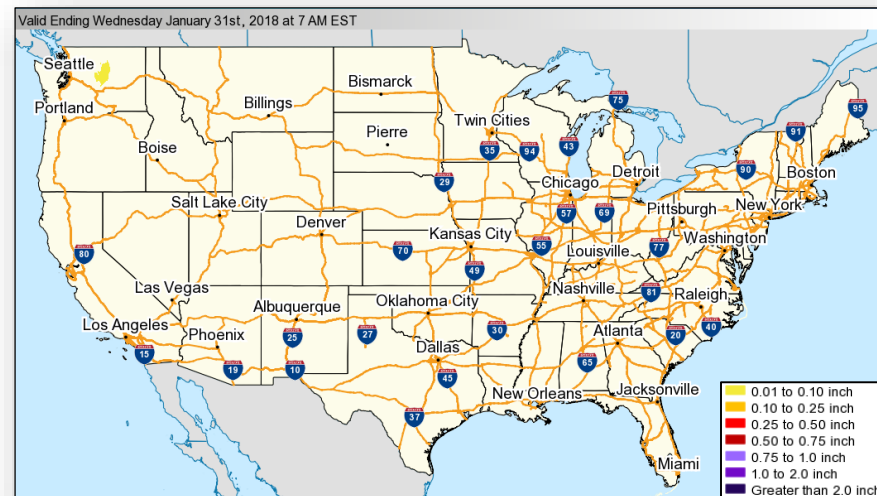 Valid Ending Wednesday January 31st, 2018 at 7 AM EST
Seattle
Bismarck
75
95
Portland
Billings
Twin Cities
Pierre
35
94
43
91
Boise
90
Detroit
Boston
29
Chicago
Salt Lake City
57
69
Pittsburgh
New York
Denver
Kansas City
Washington
80
70
55
Louisville
77
49
Las Vegas
Nashville
81
Raleigh
Albuquerque
Oklahoma City
Los Angeles
Phoenix
25
27
30
Atlanta
20
40
15
Dallas
65
19
10
45
New Orleans
Jacksonville
37
Miami
0.01 to 0.10 inch
0.10 to 0.25 inch
0.25 to 0.50 inch
0.50 to 0.75 inch
0.75 to 1.0 inch
1.0 to 2.0 inch
Greater than 2.0 inch